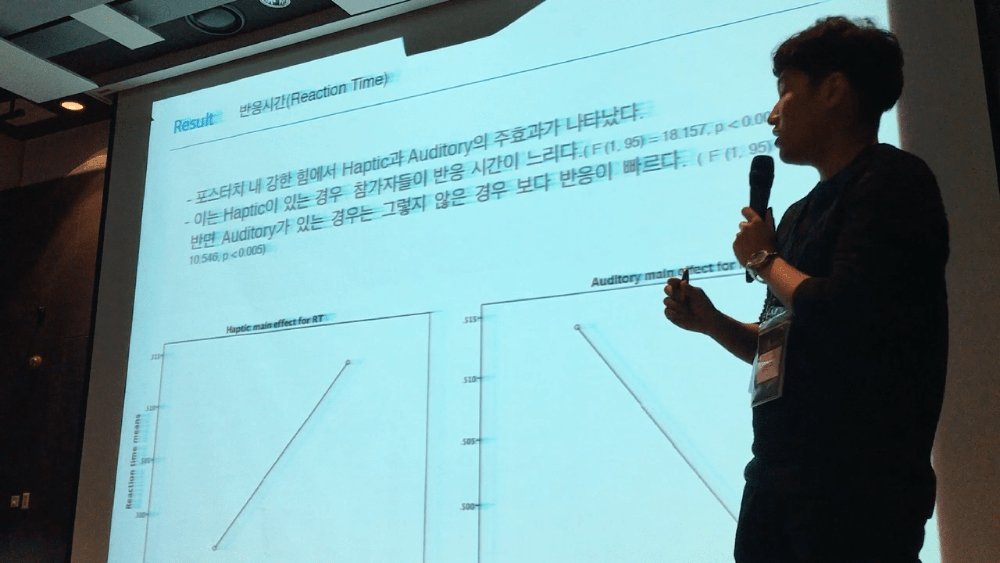 Result 반응시간(Reaction Time)
- 포스터치 내 강한 힘에서 Haptic과 Auditory의 주효과가 나타났다.
- 이는 Haptic이 있는 경우 참가자들이 반응 시간이 느리다.( F (1, 95) = 18.157, p < 0.00
반면 Auditory가 있는 경우는 그렇지 않은 경우 보다 반응이 빠르다. ( F (1, 95)
10.546, p < 0.005)
Haptic main effect for RT
Auditory main effect for
Reaction time means
.515
.510
.505
.500